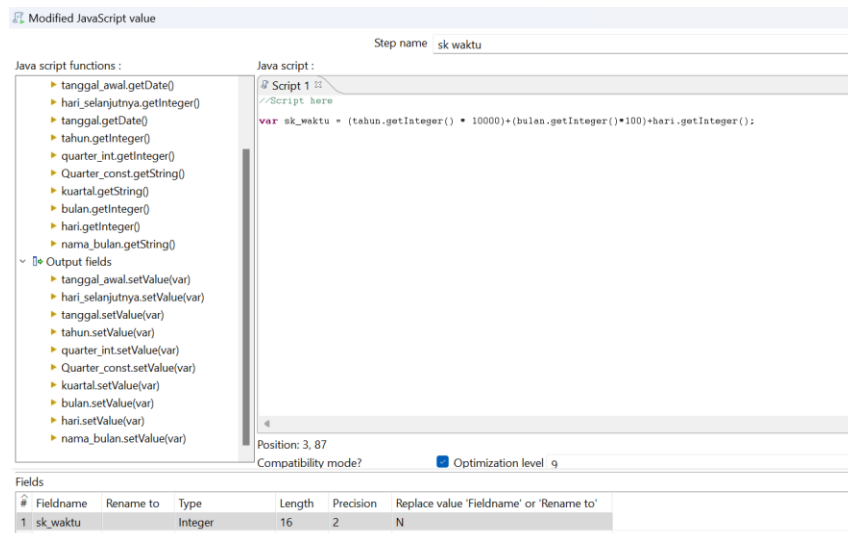 Modified JavaScript value
Step name sk waktu
Java script functions :
tanggal_awal.getDate()
hari_selanjutnya.getInteger()
tanggal.getDate()
tahun.getInteger()
quarter_int.getInteger()
Quarter_const.getString()
kuartal.getString()
bulan.getInteger()
hari.getInteger()
nama_bulan.getString()
Output fields
tanggal_awal.setValue(var)
hari_selanjutnya.setValue(var)
tanggal.setValue(var)
tahun.setValue(var)
quarter_int.setValue(var)
Quarter_const.setValue(var)
kuartal.setValue(var)
bulan.setValue(var)
hari.setValue(var)
nama_bulan.setValue(var)
Java script :
Script 1
//Script here
var sk_waktu = (tahun.getInteger() * 10000)+(bulan.getInteger()*100)+hari.getInteger();
Position: 3, 87
Compatibility mode? Optimization level 9
Fields
# Fieldname Rename to Type Length Precision Replace value 'Fieldname' or 'Rename to'
1 sk_waktu Integer 16 2 N